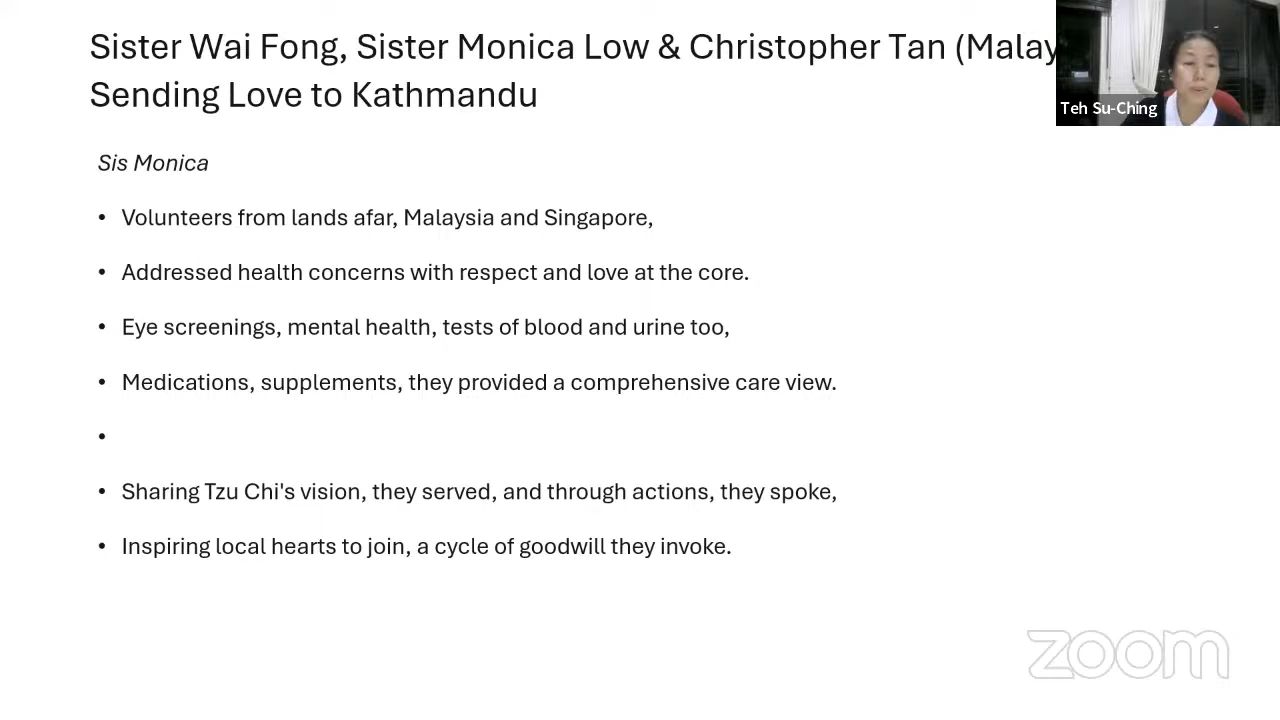 Sister Wai Fong, Sister Monica Low & Christopher Tan
Sending Love to Kathmandu
Teh Su-Ching
Sis Monica
• Volunteers from lands afar, Malaysia and Singapore,
• Addressed health concerns with respect and love at the core.
• Eye screenings, mental health, tests of blood and urine too,
• Medications, supplements, they provided a comprehensive care view.
•
• Sharing Tzu Chi's vision, they served, and through actions, they spoke,
• Inspiring local hearts to join, a cycle of goodwill they invoke.
zoom